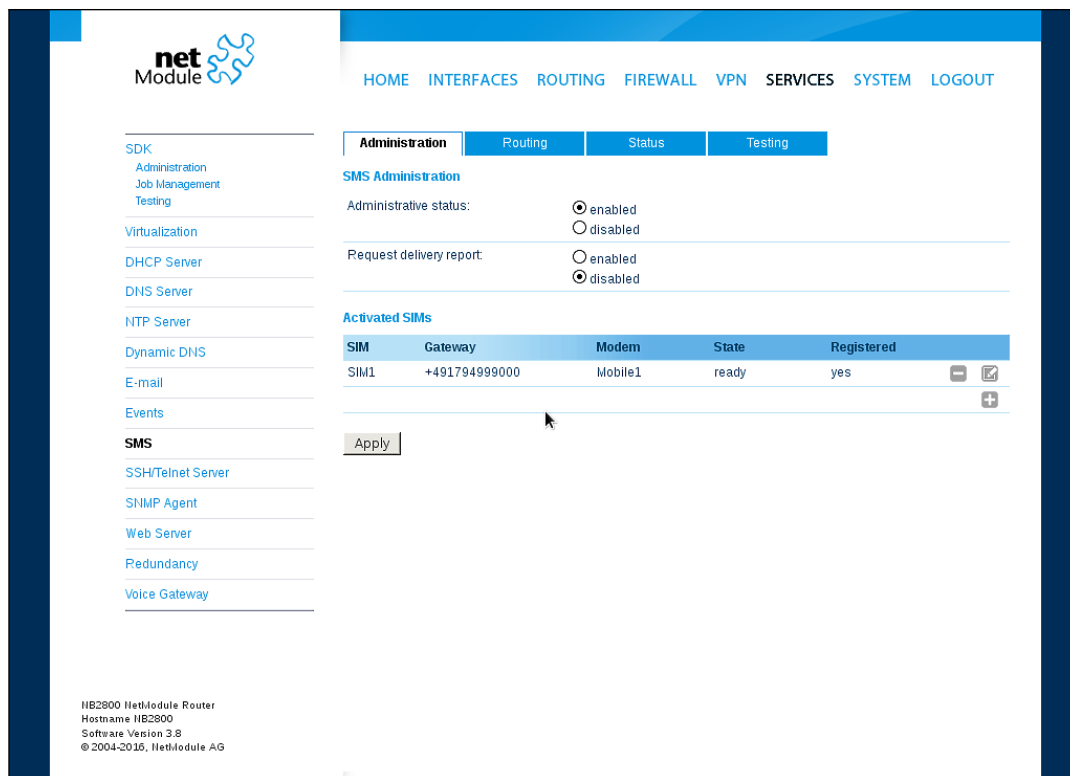 net
Module
HOME INTERFACES ROUTING FIREWALL VPN SERVICES SYSTEM LOGOUT
SDK
Administration
Job Management
Testing
Virtualization
DHCP Server
DNS Server
NTP Server
Dynamic DNS
E-mail
Events
SMS
SSH/Telnet Server
SNMP Agent
Web Server
Redundancy
Voice Gateway
Administration Routing Status Testing
SMS Administration
Administrative status:
enabled
disabled
Request delivery report:
enabled
disabled
Activated SIMs
SIM Gateway Modem State Registered
SIM1 +491794999000 Mobile1 ready yes
Apply
NB2800 NetModule Router
Hostname NB2800
Software Version 3.8
© 2004-2016, NetModule AG